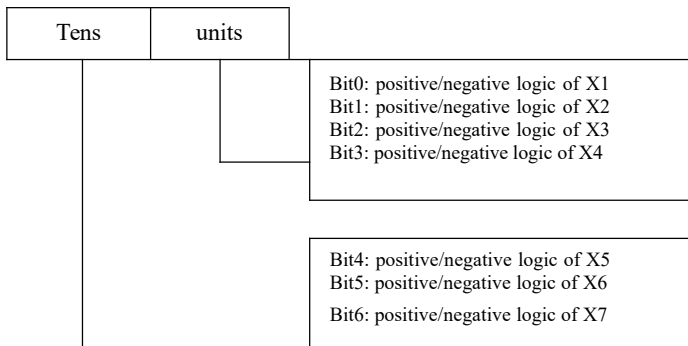 Tens units
Bit0: positive/negative logic of X1
Bit1: positive/negative logic of X2
Bit2: positive/negative logic of X3
Bit3: positive/negative logic of X4
Bit4: positive/negative logic of X5
Bit5: positive/negative logic of X6
Bit6: positive/negative logic of X7